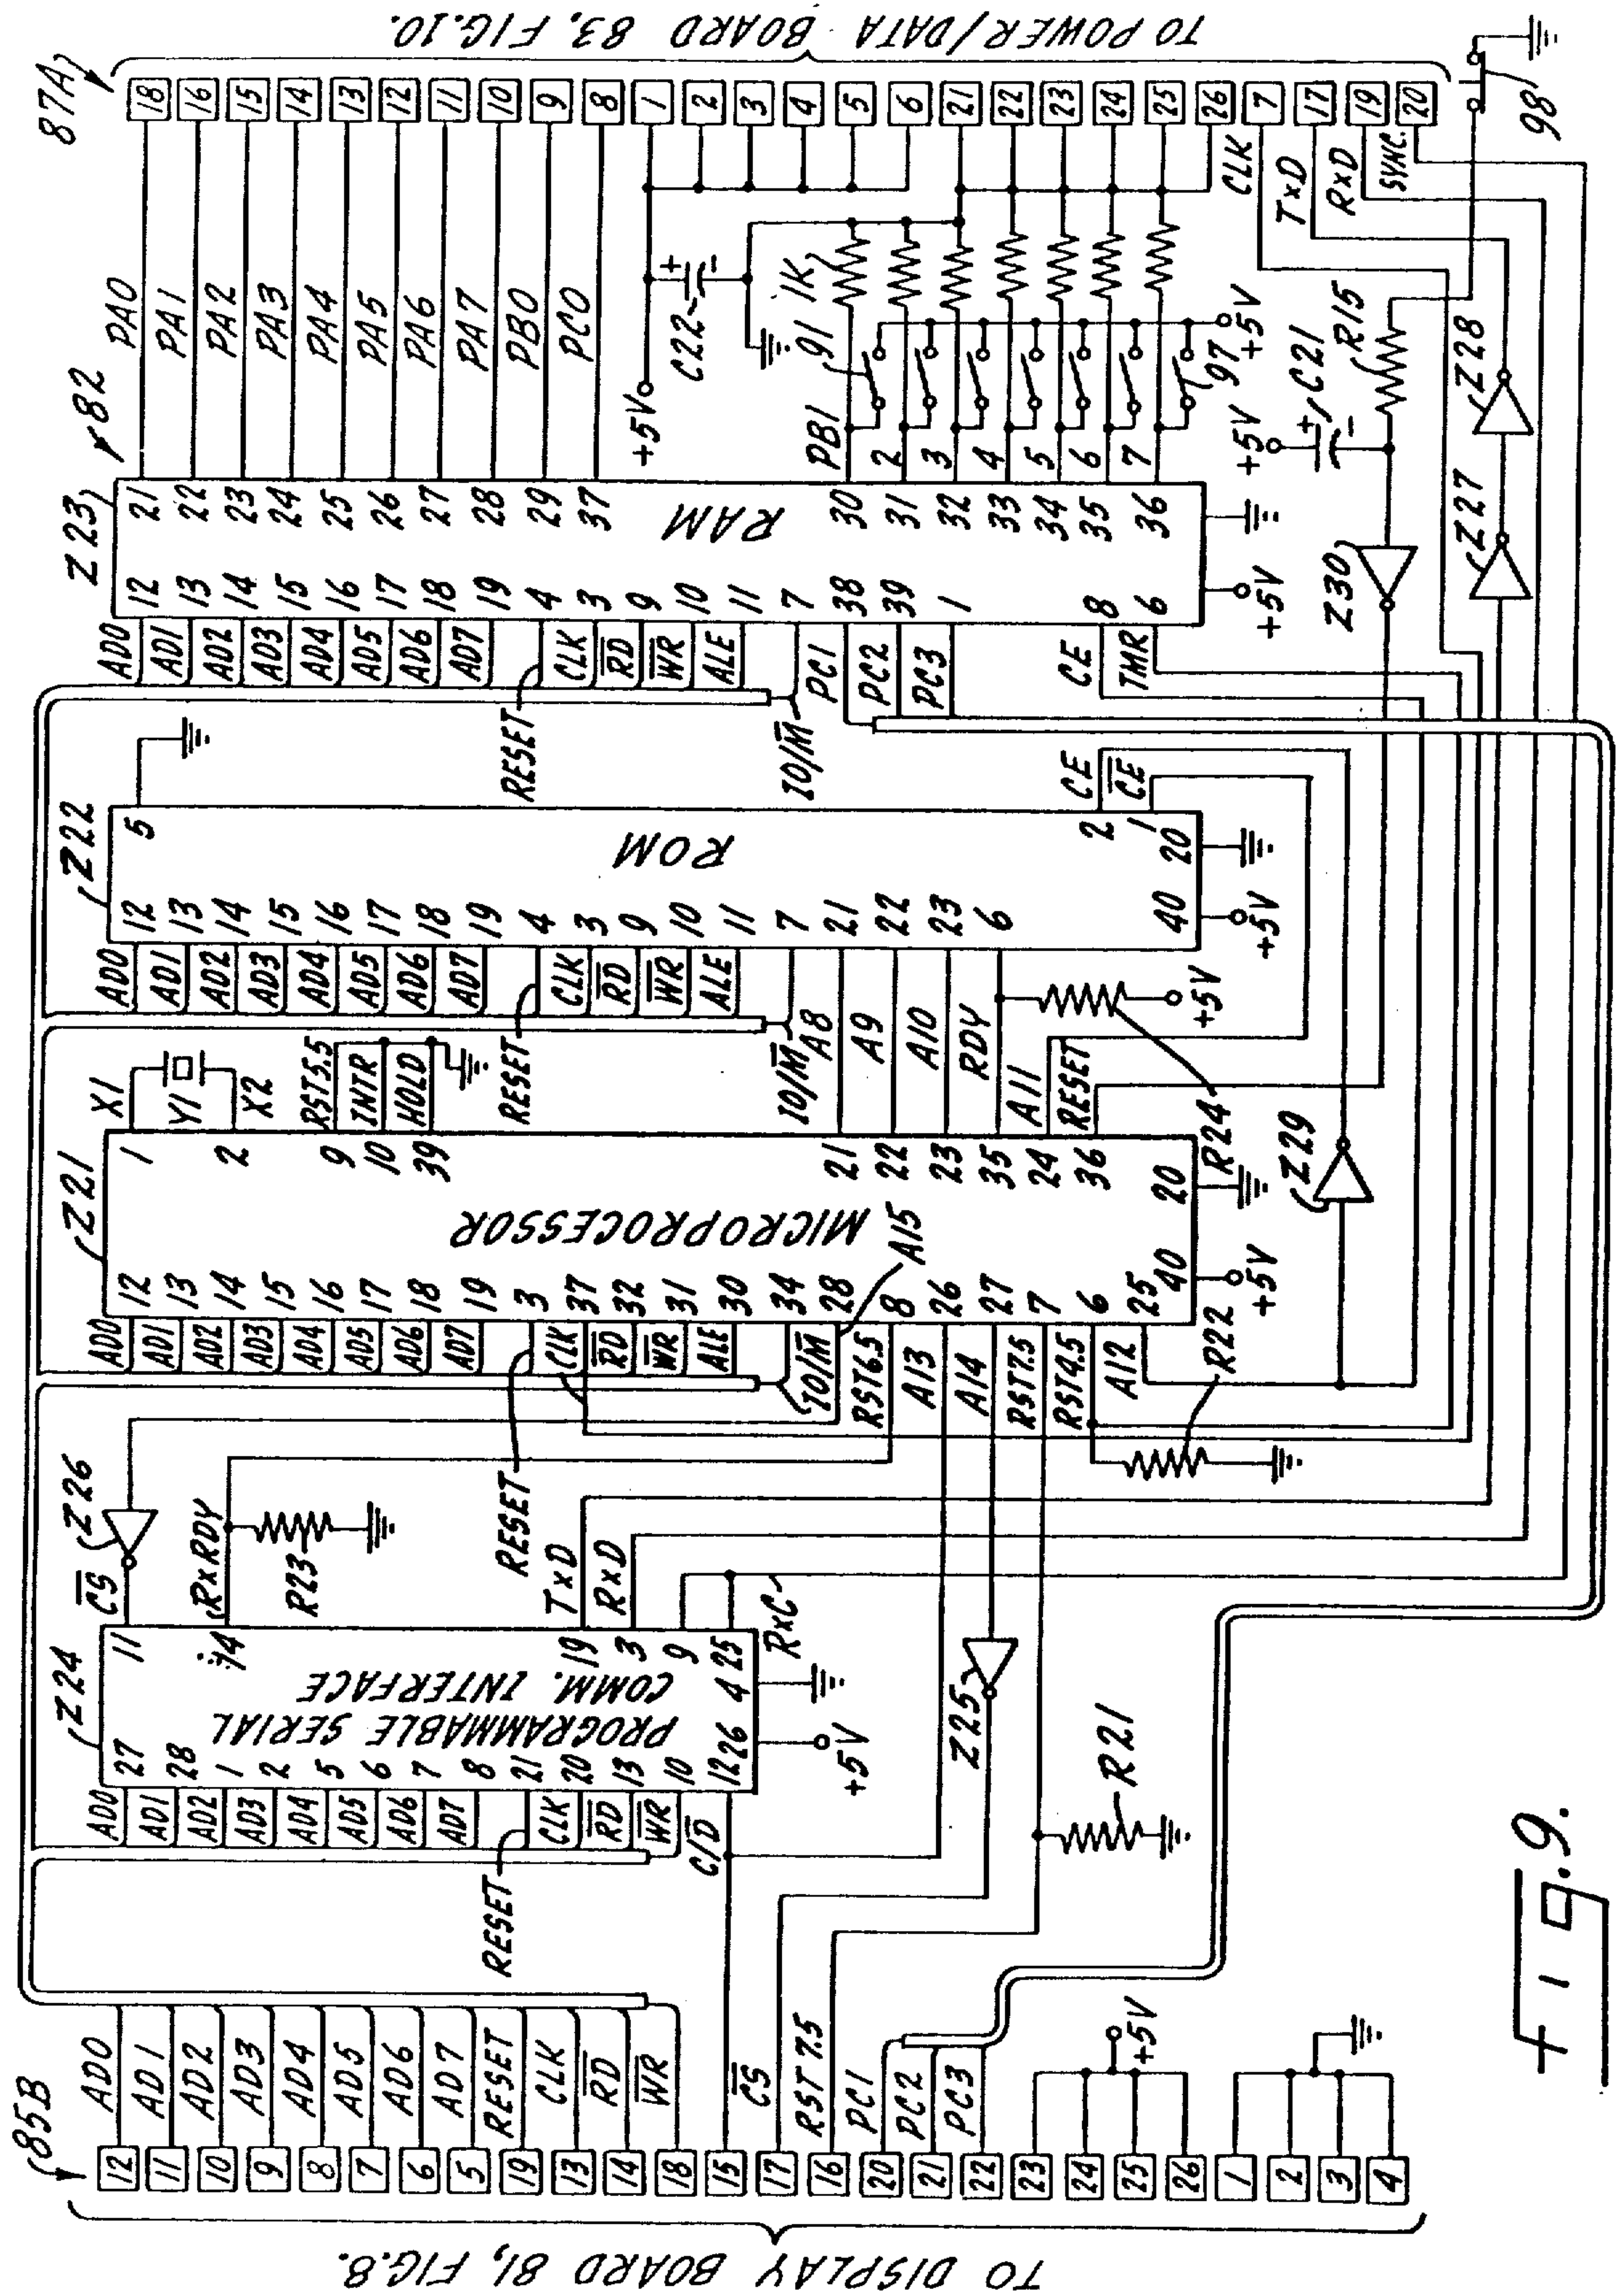 TO DISPLAY BOARD 81, FIG.8.
85B
12 AD0
11 AD1
10 AD2
9 AD3
8 AD4
7 AD5
6 AD6
5 AD7
19 RESET
13 CLK
14 RD
18 WR
15
17 CS
16 RST 7.5
20 PC1
21 PC2
22 PC3
23
24
25
26
+5V
1
2
3
4
Z24
PROGRAMMABLE SERIAL
COMM. INTERFACE
AD0 27
AD1 28
AD2 1
AD3 2
AD4 5
AD5 6
AD6 7
AD7 8
RESET 21
CLK 20
RD 13
WR 10
C/D 12
26
+5V
4
11 CS
14 RxRDY
19 TxD
3 RxD
9
25
RxC
Z26
R23
Z25
R21
Z21
MICROPROCESSOR
AD0 12
AD1 13
AD2 14
AD3 15
AD4 16
AD5 17
AD6 18
AD7 19
RESET 3
CLK 37
RD 32
WR 31
ALE 30
IO/M 34
28 A15
RST6.5 8
A13 26
A14 27
RST7.5 7
RST4.5 6
A12 25
R22
40
+5V
20
1 X1
Y1
2 X2
9 RST5.5
10 INTR
39 HOLD
21 A8
22 A9
23 A10
35 RDY
24 A11
36 RESET
R24
+5V
Z29
Z22
ROM
AD0 12
AD1 13
AD2 14
AD3 15
AD4 16
AD5 17
AD6 18
AD7 19
RESET 4
CLK 3
RD 9
WR 10
ALE 11
IO/M 7
21
22
23
6
40
+5V
20
5
2 CE
1 CE
Z23
82
RAM
AD0 12
AD1 13
AD2 14
AD3 15
AD4 16
AD5 17
AD6 18
AD7 19
RESET 4
CLK 3
RD 9
WR 10
ALE 11
IO/M 7
PC1 38
PC2 39
PC3 1
CE 8
TMR 6
+5V
21 PA0 18
22 PA1 16
23 PA2 15
24 PA3 14
25 PA4 13
26 PA5 12
27 PA6 11
28 PA7 10
29 PB0 9
37 PC0 8
30 PB1
31 2
32 3
33 4
34 5
35 6
36 7
+5V
C22
91
1K
97
+5V
+5V
C21
R15
Z30
Z27
Z28
98
87A
1
2
3
4
5
6
21
22
23
24
25
26
CLK 7
TxD 17
RxD 19
SYNC. 20
TO POWER/DATA BOARD 83, FIG.10.
FIG.9.